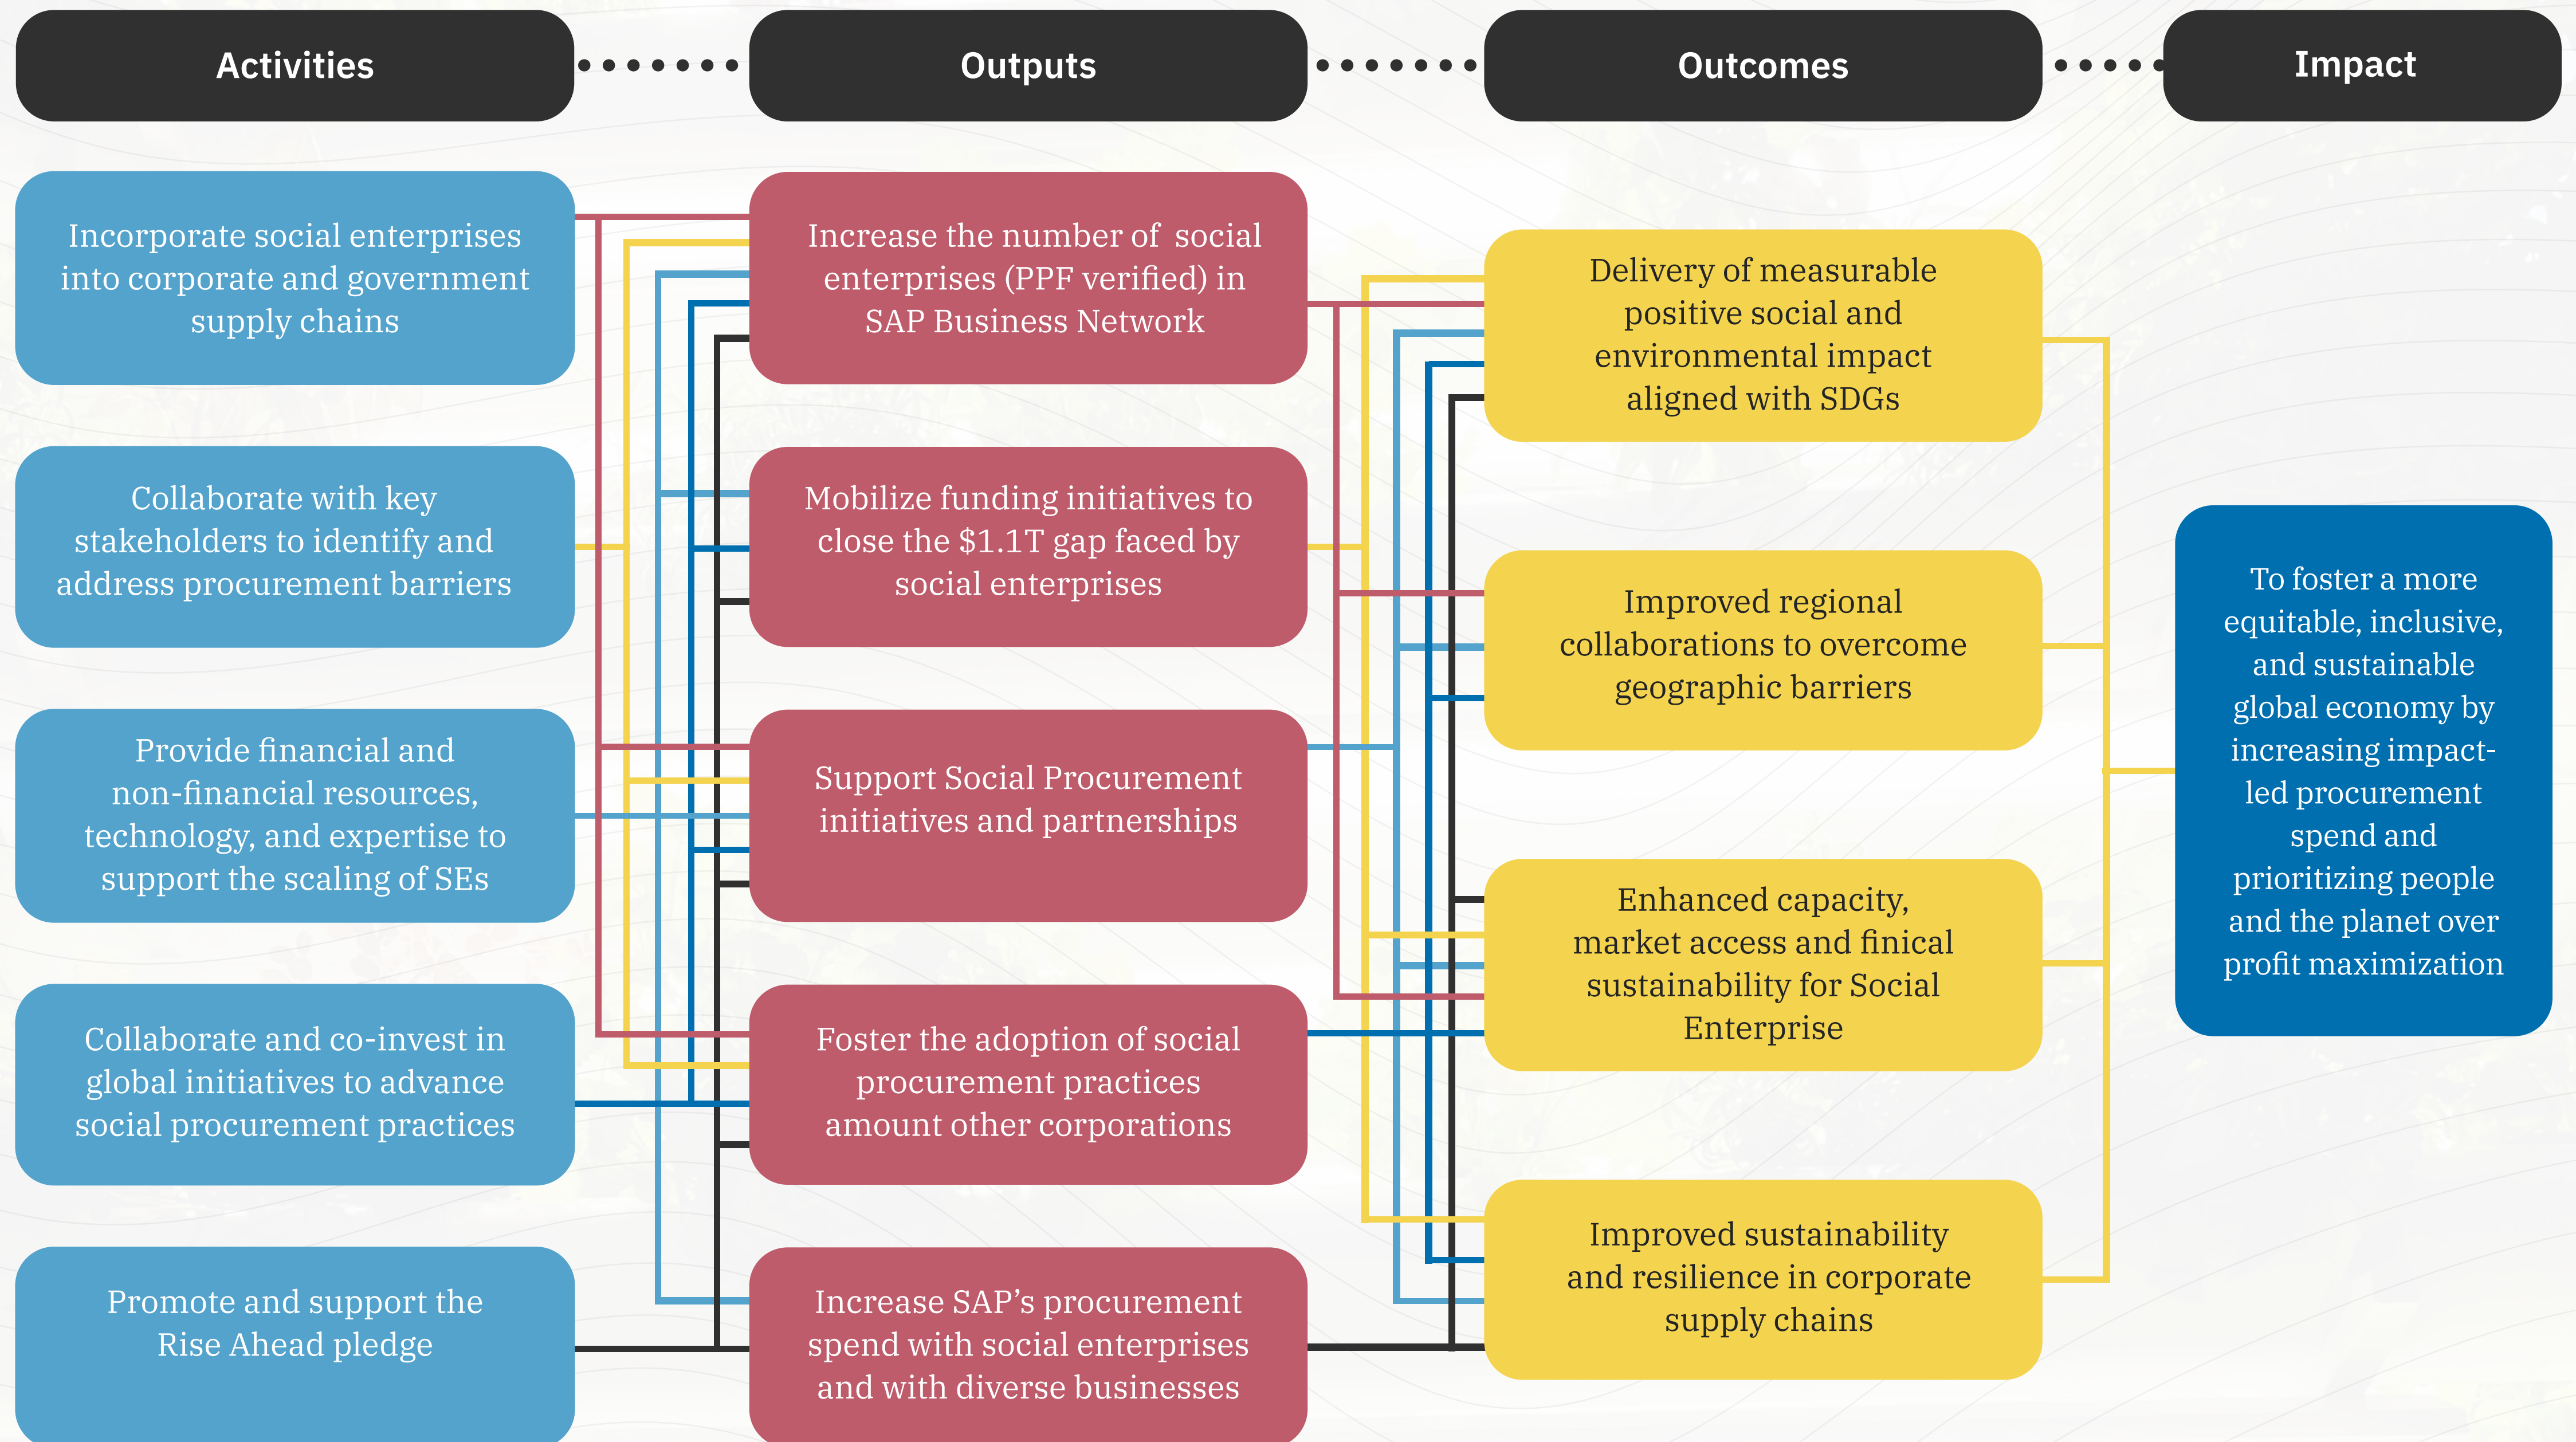 Activities
Outputs
Outcomes
Impact
Incorporate social enterprises
into corporate and government
supply chains
Collaborate with key
stakeholders to identify and
address procurement barriers
Provide financial and
non-financial resources,
technology, and expertise to
support the scaling of SEs
Collaborate and co-invest in
global initiatives to advance
social procurement practices
Promote and support the
Rise Ahead pledge
Increase the number of social
enterprises (PPF verified) in
SAP Business Network
Mobilize funding initiatives to
close the $1.1T gap faced by
social enterprises
Support Social Procurement
initiatives and partnerships
Foster the adoption of social
procurement practices
amount other corporations
Increase SAP’s procurement
spend with social enterprises
and with diverse businesses
Delivery of measurable
positive social and
environmental impact
aligned with SDGs
Improved regional
collaborations to overcome
geographic barriers
Enhanced capacity,
market access and finical
sustainability for Social
Enterprise
Improved sustainability
and resilience in corporate
supply chains
To foster a more
equitable, inclusive,
and sustainable
global economy by
increasing impact-
led procurement
spend and
prioritizing people
and the planet over
profit maximization